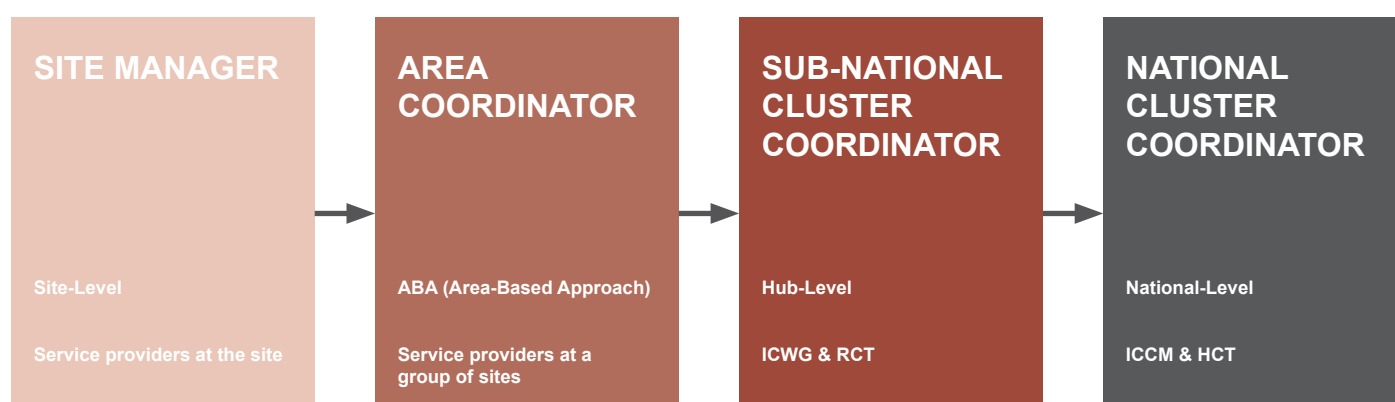 SITE MANAGER
Site-Level
Service providers at the site
AREA
COORDINATOR
ABA (Area-Based Approach)
Service providers at a
group of sites
SUB-NATIONAL
CLUSTER
COORDINATOR
Hub-Level
ICWG & RCT
NATIONAL
CLUSTER
COORDINATOR
National-Level
ICCM & HCT